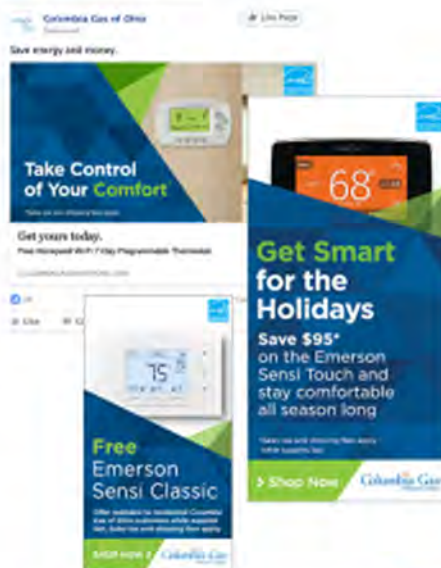 Columbia Gas of Ohio
Like Page
Save energy and money.
Take Control
of Your Comfort
Get yours today.
Free Honeywell Wi-Fi 7-Day Programmable Thermostat
Like
68°
Get Smart
for the
Holidays
Save $95*
on the Emerson
Sensi Touch and
stay comfortable
all season long
Shop Now
Columbia Gas
75
Free
Emerson
Sensi Classic
SHOP NOW
Columbia Gas